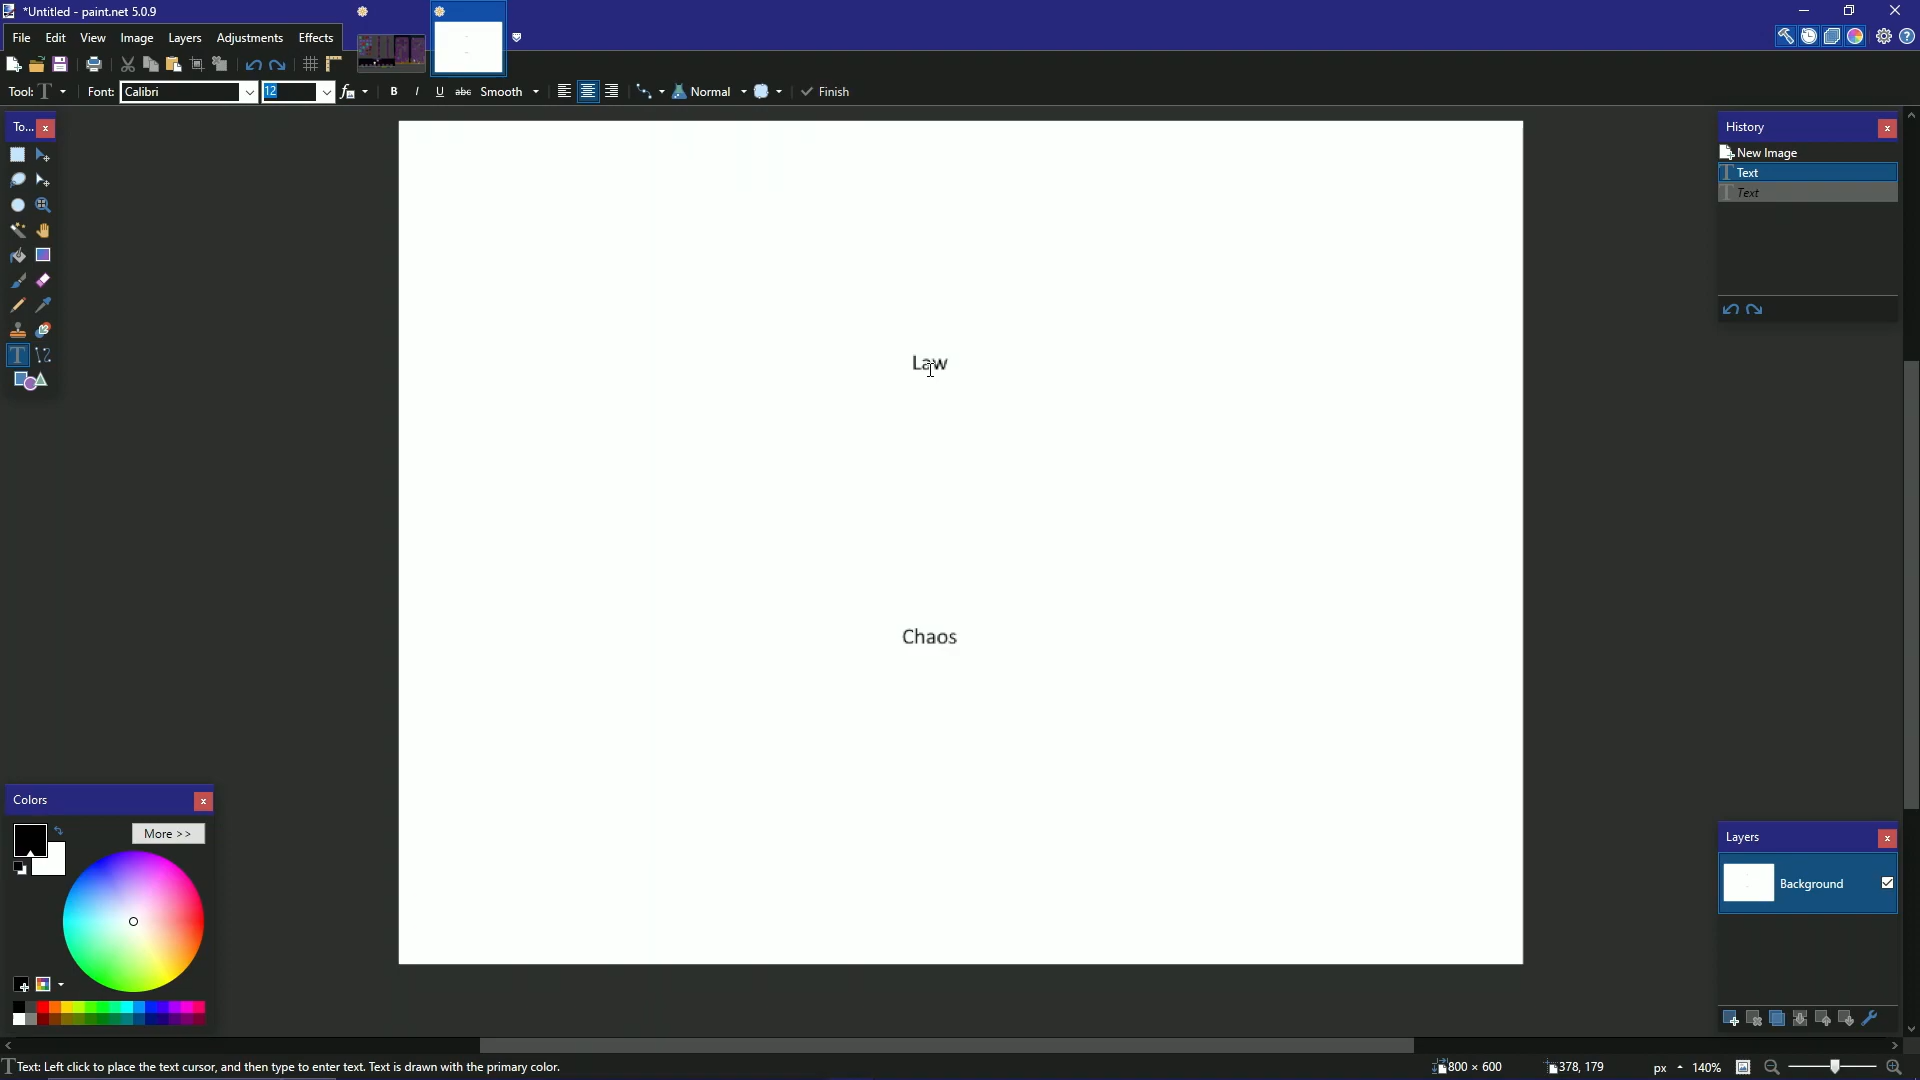 *Untitled - paint.net 5.0.9
File Edit View Image Layers Adjustments Effects
Tool: T Font: Calibri 12 fx B I U abc Smooth Normal Finish
To...
History
New Image
Text
Text
Law
Chaos
Colors
More >>
Layers
Background
Text: Left click to place the text cursor, and then type to enter text. Text is drawn with the primary color.
800 × 600
378, 179
px
140%